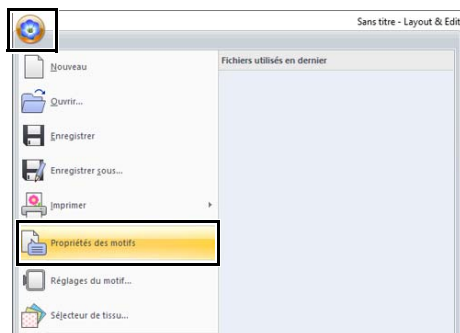 Sans titre - Layout & Edit
Nouveau
Fichiers utilisés en dernier
Ouvrir...
Enregistrer
Enregistrer sous...
Imprimer
Propriétés des motifs
Réglages du motif...
Sélecteur de tissu...